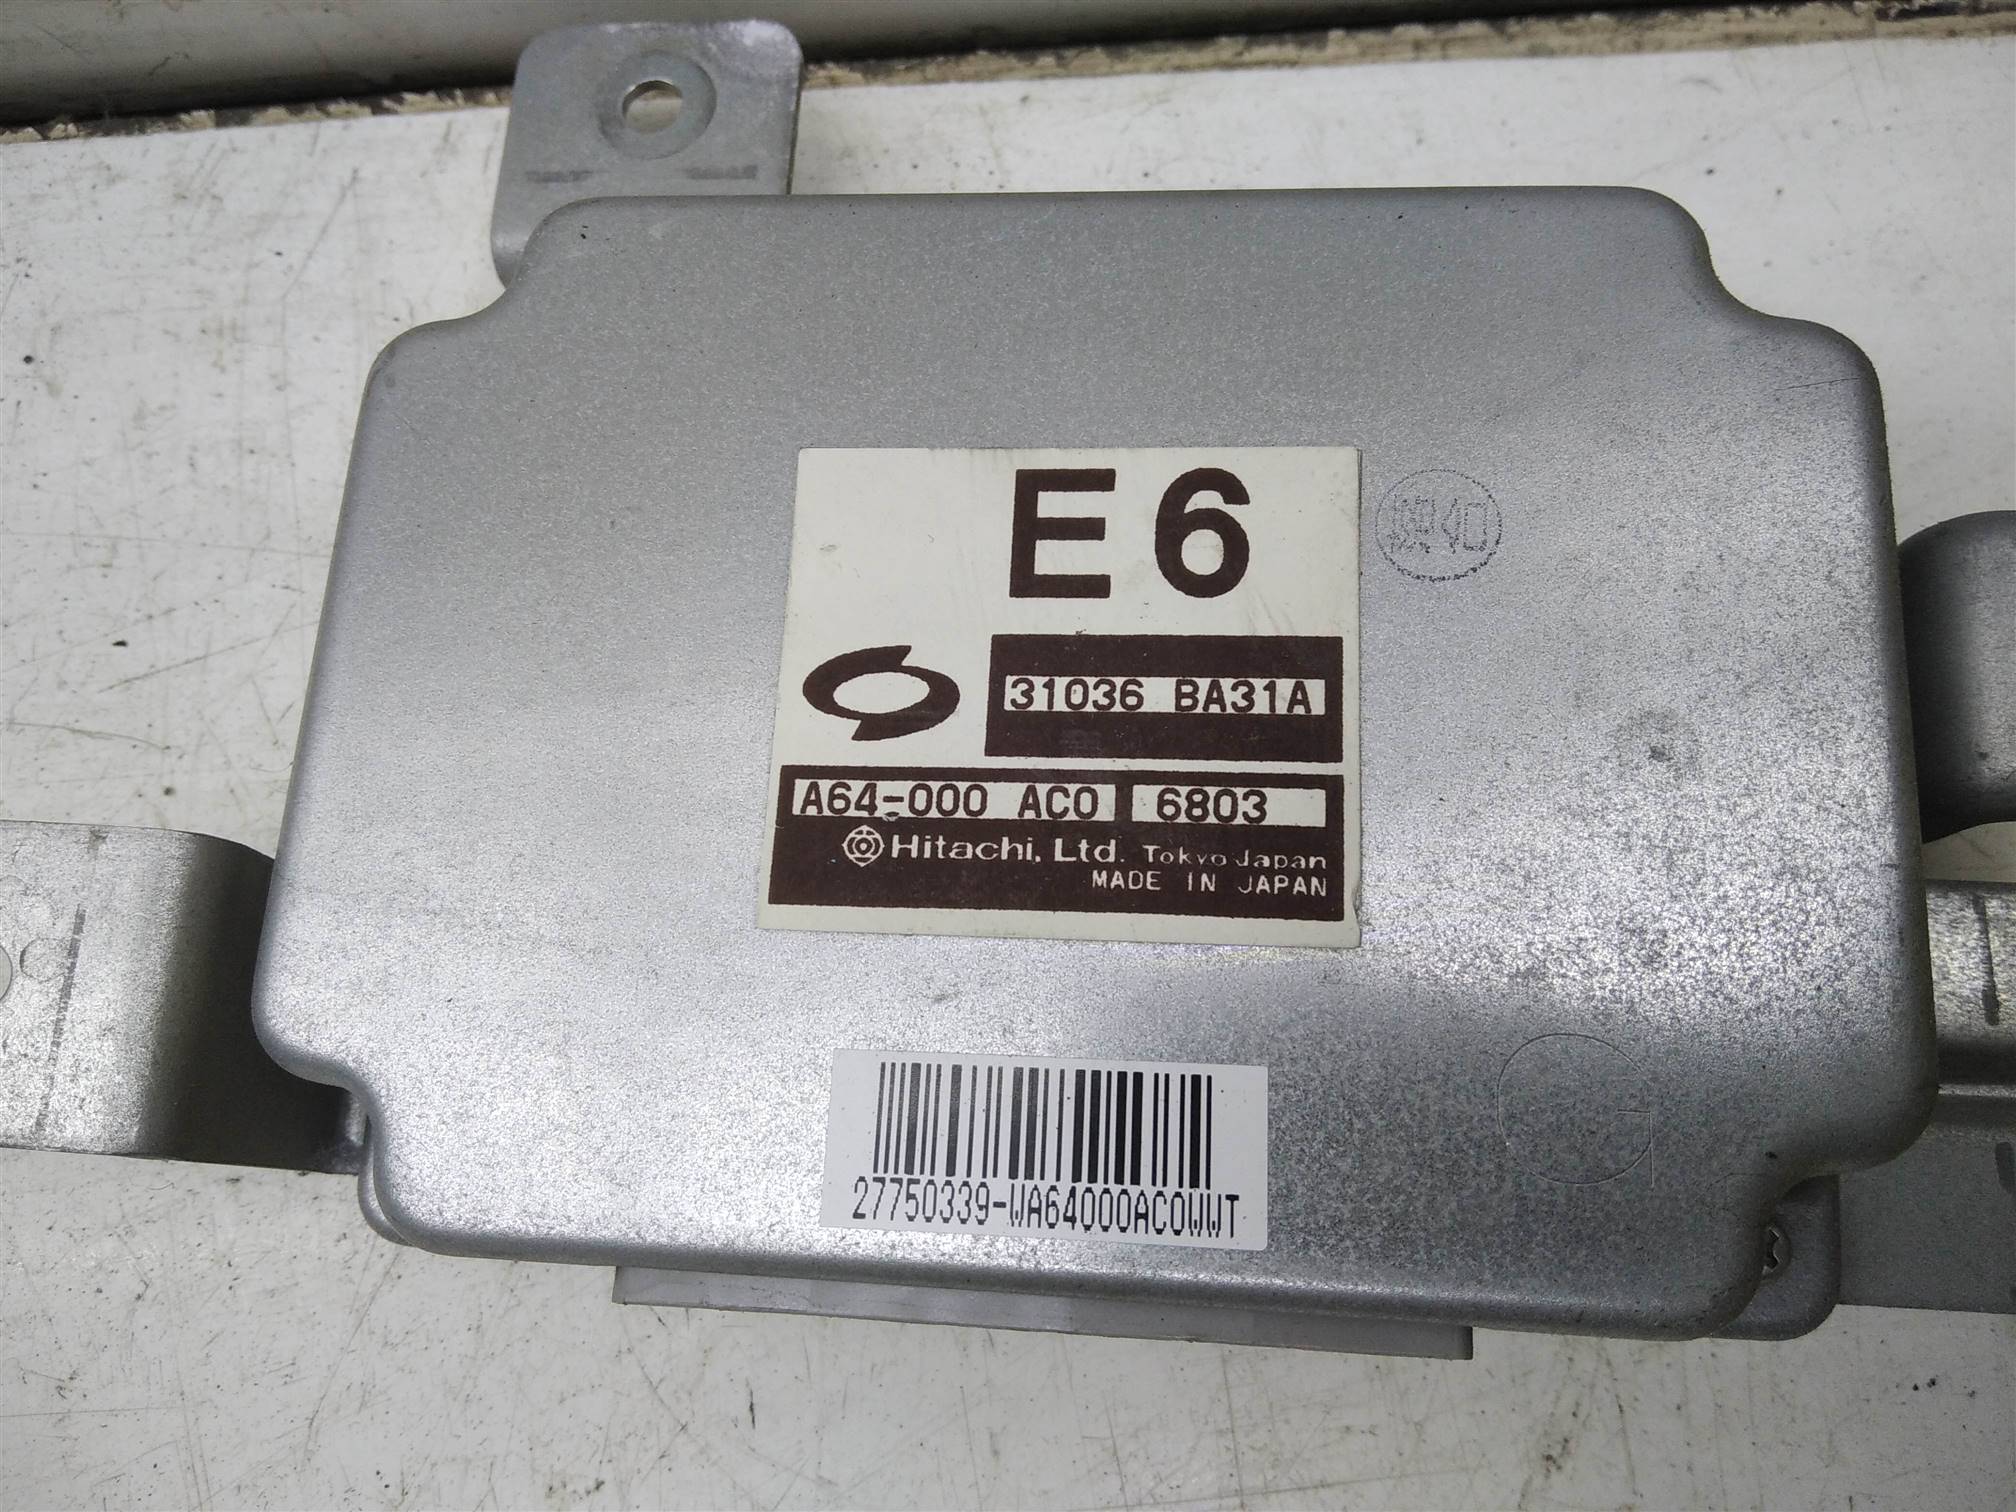 E6
31036 BA31A
A64-000 AC0 6803
Hitachi, Ltd. Tokyo Japan
MADE IN JAPAN
27750339-WA64000AC0WWT
G